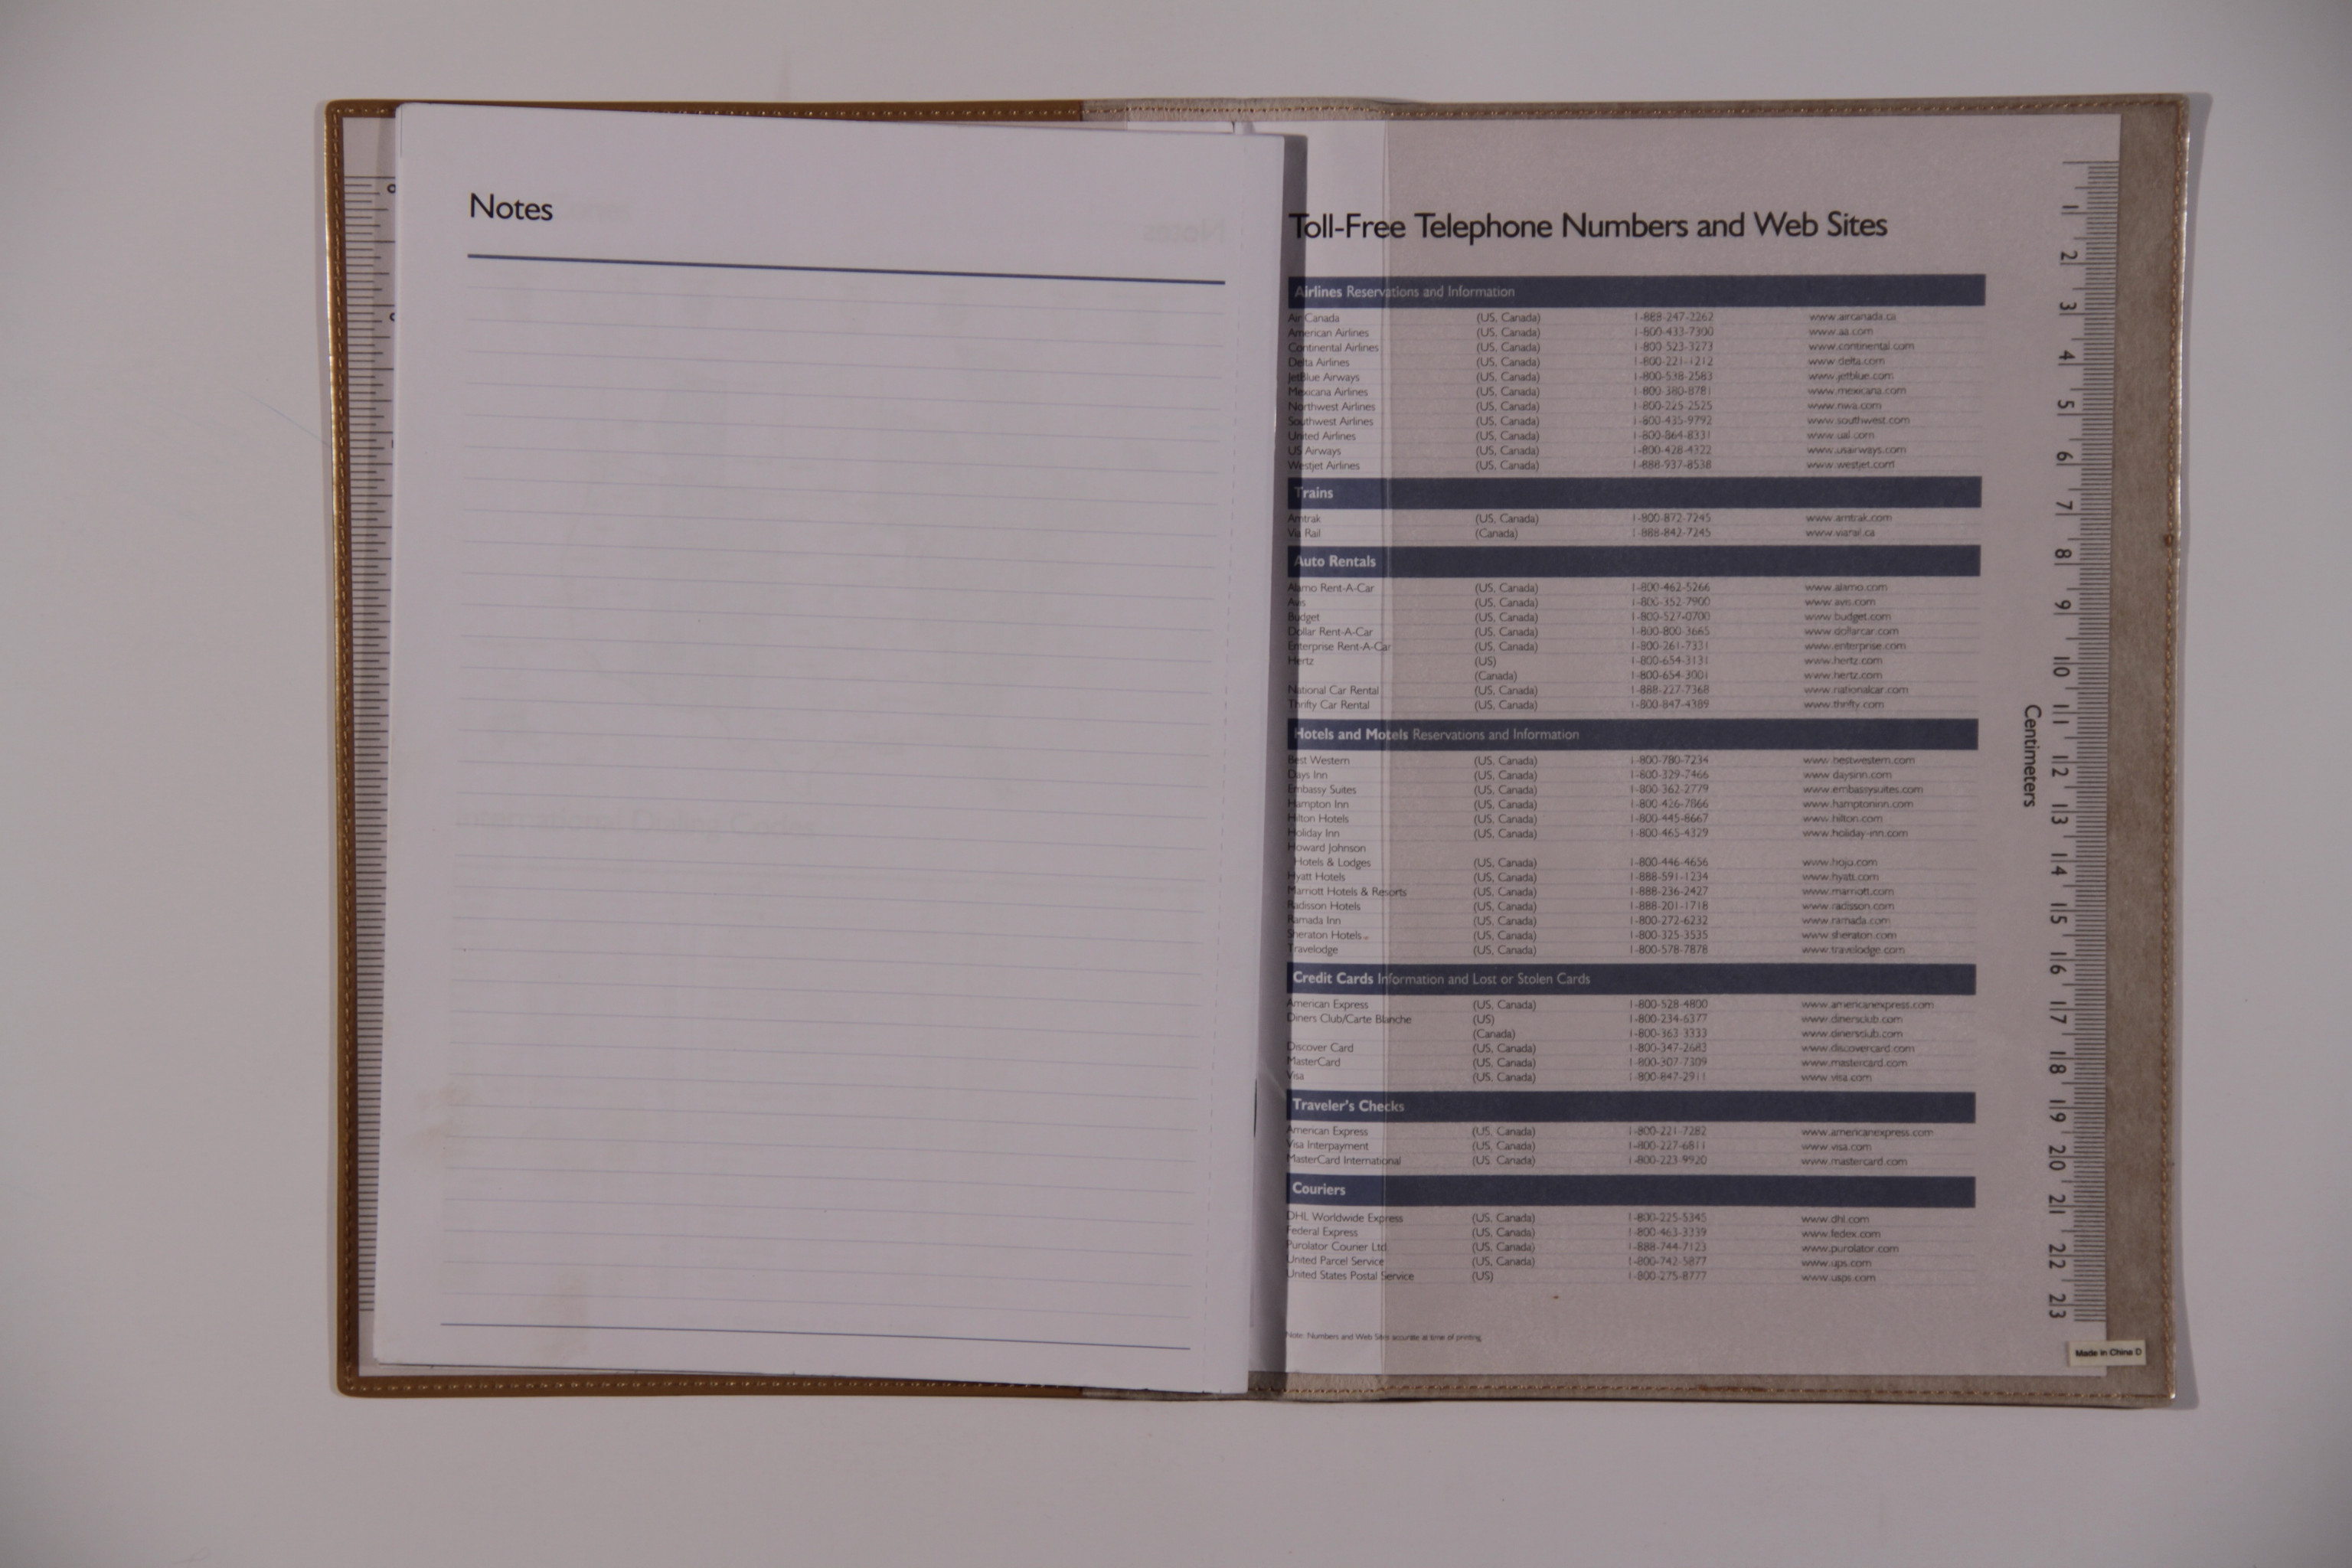 Notes
Toll-Free Telephone Numbers and Web Sites
Airlines Reservations and Information
Air Canada (US, Canada) 1-888-247-2262 www.aircanada.ca
American Airlines (US, Canada) 1-800-433-7300 www.aa.com
Continental Airlines (US, Canada) 1-800-523-3273 www.continental.com
Delta Airlines (US, Canada) 1-800-221-1212 www.delta.com
JetBlue Airways (US, Canada) 1-800-538-2583 www.jetblue.com
Mexicana Airlines (US, Canada) 1-800-380-8781 www.mexicana.com
Northwest Airlines (US, Canada) 1-800-225-2525 www.nwa.com
Southwest Airlines (US, Canada) 1-800-435-9792 www.southwest.com
United Airlines (US, Canada) 1-800-864-8331 www.ual.com
US Airways (US, Canada) 1-800-428-4322 www.usairways.com
Westjet Airlines (US, Canada) 1-888-937-8538 www.westjet.com
Trains
Amtrak (US, Canada) 1-800-872-7245 www.amtrak.com
Via Rail (Canada) 1-888-842-7245 www.viarail.ca
Auto Rentals
Alamo Rent-A-Car (US, Canada) 1-800-462-5266 www.alamo.com
Avis (US, Canada) 1-800-352-7900 www.avis.com
Budget (US, Canada) 1-800-527-0700 www.budget.com
Dollar Rent-A-Car (US, Canada) 1-800-800-3665 www.dollarcar.com
Enterprise Rent-A-Car (US, Canada) 1-800-261-7331 www.enterprise.com
Hertz (US) 1-800-654-3131 www.hertz.com
(Canada) 1-800-654-3001 www.hertz.com
National Car Rental (US, Canada) 1-888-227-7368 www.nationalcar.com
Thrifty Car Rental (US, Canada) 1-800-847-4389 www.thrifty.com
Hotels and Motels Reservations and Information
Best Western (US, Canada) 1-800-780-7234 www.bestwestern.com
Days Inn (US, Canada) 1-800-329-7466 www.daysinn.com
Embassy Suites (US, Canada) 1-800-362-2779 www.embassysuites.com
Hampton Inn (US, Canada) 1-800-426-7866 www.hamptoninn.com
Hilton Hotels (US, Canada) 1-800-445-8667 www.hilton.com
Holiday Inn (US, Canada) 1-800-465-4329 www.holiday-inn.com
Howard Johnson
Hotels & Lodges (US, Canada) 1-800-446-4656 www.hojo.com
Hyatt Hotels (US, Canada) 1-888-591-1234 www.hyatt.com
Marriott Hotels & Resorts (US, Canada) 1-888-236-2427 www.marriott.com
Radisson Hotels (US, Canada) 1-888-201-1718 www.radisson.com
Ramada Inn (US, Canada) 1-800-272-6232 www.ramada.com
Sheraton Hotels (US, Canada) 1-800-325-3535 www.sheraton.com
Travelodge (US, Canada) 1-800-578-7878 www.travelodge.com
Credit Cards Information and Lost or Stolen Cards
American Express (US, Canada) 1-800-528-4800 www.americanexpress.com
Diners Club/Carte Blanche (US) 1-800-234-6377 www.dinersclub.com
(Canada) 1-800-363-3333 www.dinersclub.com
Discover Card (US, Canada) 1-800-347-2683 www.discovercard.com
MasterCard (US, Canada) 1-800-307-7309 www.mastercard.com
Visa (US, Canada) 1-800-847-2911 www.visa.com
Traveler's Checks
American Express (US, Canada) 1-800-221-7282 www.americanexpress.com
Visa Interpayment (US, Canada) 1-800-227-6811 www.visa.com
MasterCard International (US, Canada) 1-800-223-9920 www.mastercard.com
Couriers
DHL Worldwide Express (US, Canada) 1-800-225-5345 www.dhl.com
Federal Express (US, Canada) 1-800-463-3339 www.fedex.com
Purolator Courier Ltd (US, Canada) 1-888-744-7123 www.purolator.com
United Parcel Service (US, Canada) 1-800-742-5877 www.ups.com
United States Postal Service (US) 1-800-275-8777 www.usps.com
Note: Numbers and Web Sites accurate at time of printing
1 2 3 4 5 6 7 8 9 10 11 12 13 14 15 16 17 18 19 20 21 22 23
Centimeters
Made in China D